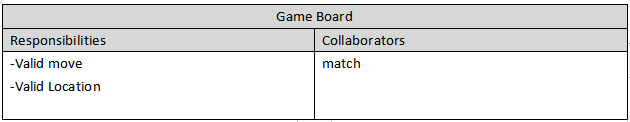 Game Board
Responsibilities Collaborators
-Valid move match
-Valid Location